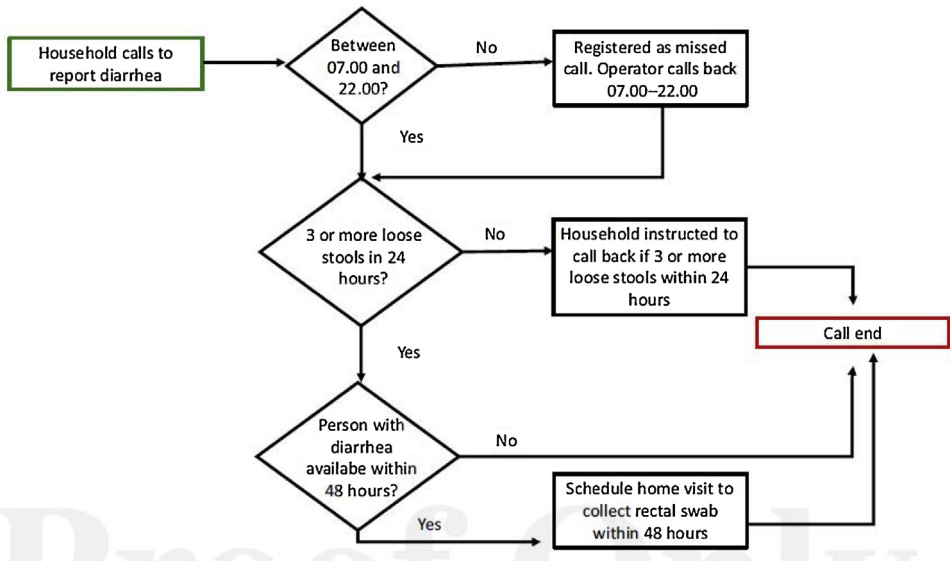 Household calls to
report diarrhea
Between
07.00 and
22.00?
No
Registered as missed
call. Operator calls back
07.00–22.00
Yes
3 or more loose
stools in 24
hours?
No
Household instructed to
call back if 3 or more
loose stools within 24
hours
Call end
Yes
Person with
diarrhea
availabe within
48 hours?
No
Schedule home visit to
collect rectal swab
within 48 hours
Yes
Proof Only